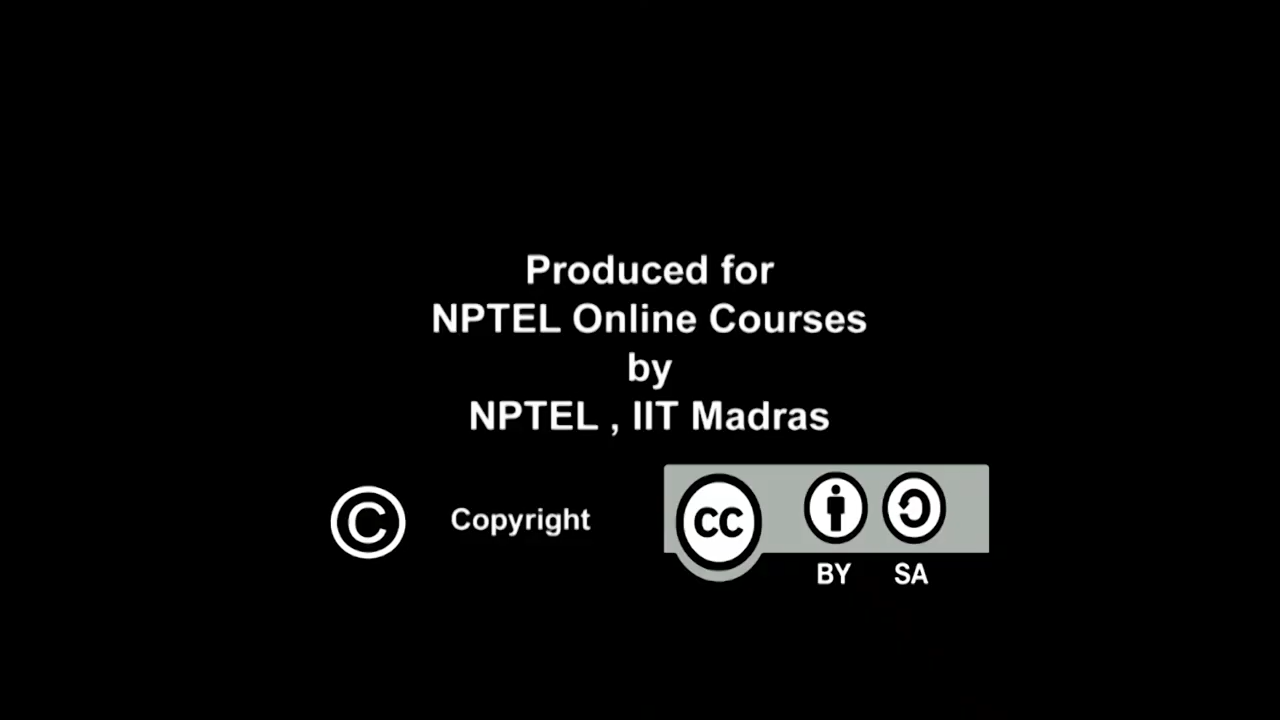 Produced for
NPTEL Online Courses
by
NPTEL , IIT Madras
© Copyright
cc
BY SA